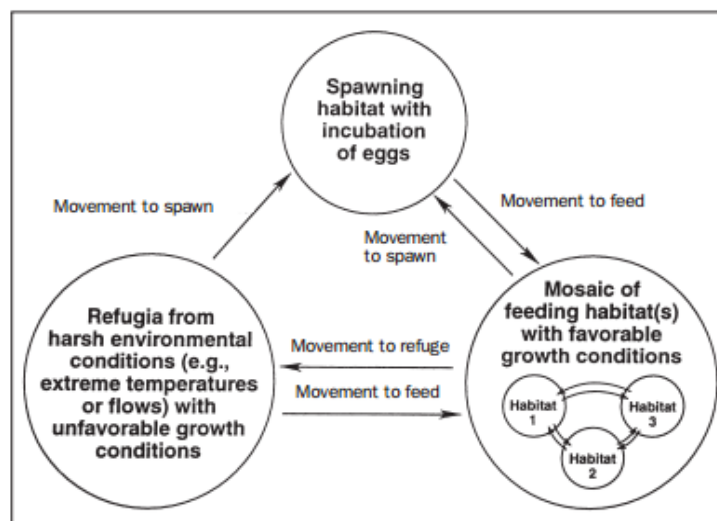 Spawning
habitat with
incubation
of eggs
Movement to spawn
Movement to feed
Movement
to spawn
Refugia from
harsh environmental
conditions (e.g.,
extreme temperatures
or flows) with
unfavorable growth
conditions
Movement to refuge
Movement to feed
Mosaic of
feeding habitat(s)
with favorable
growth conditions
Habitat
1
Habitat
3
Habitat
2